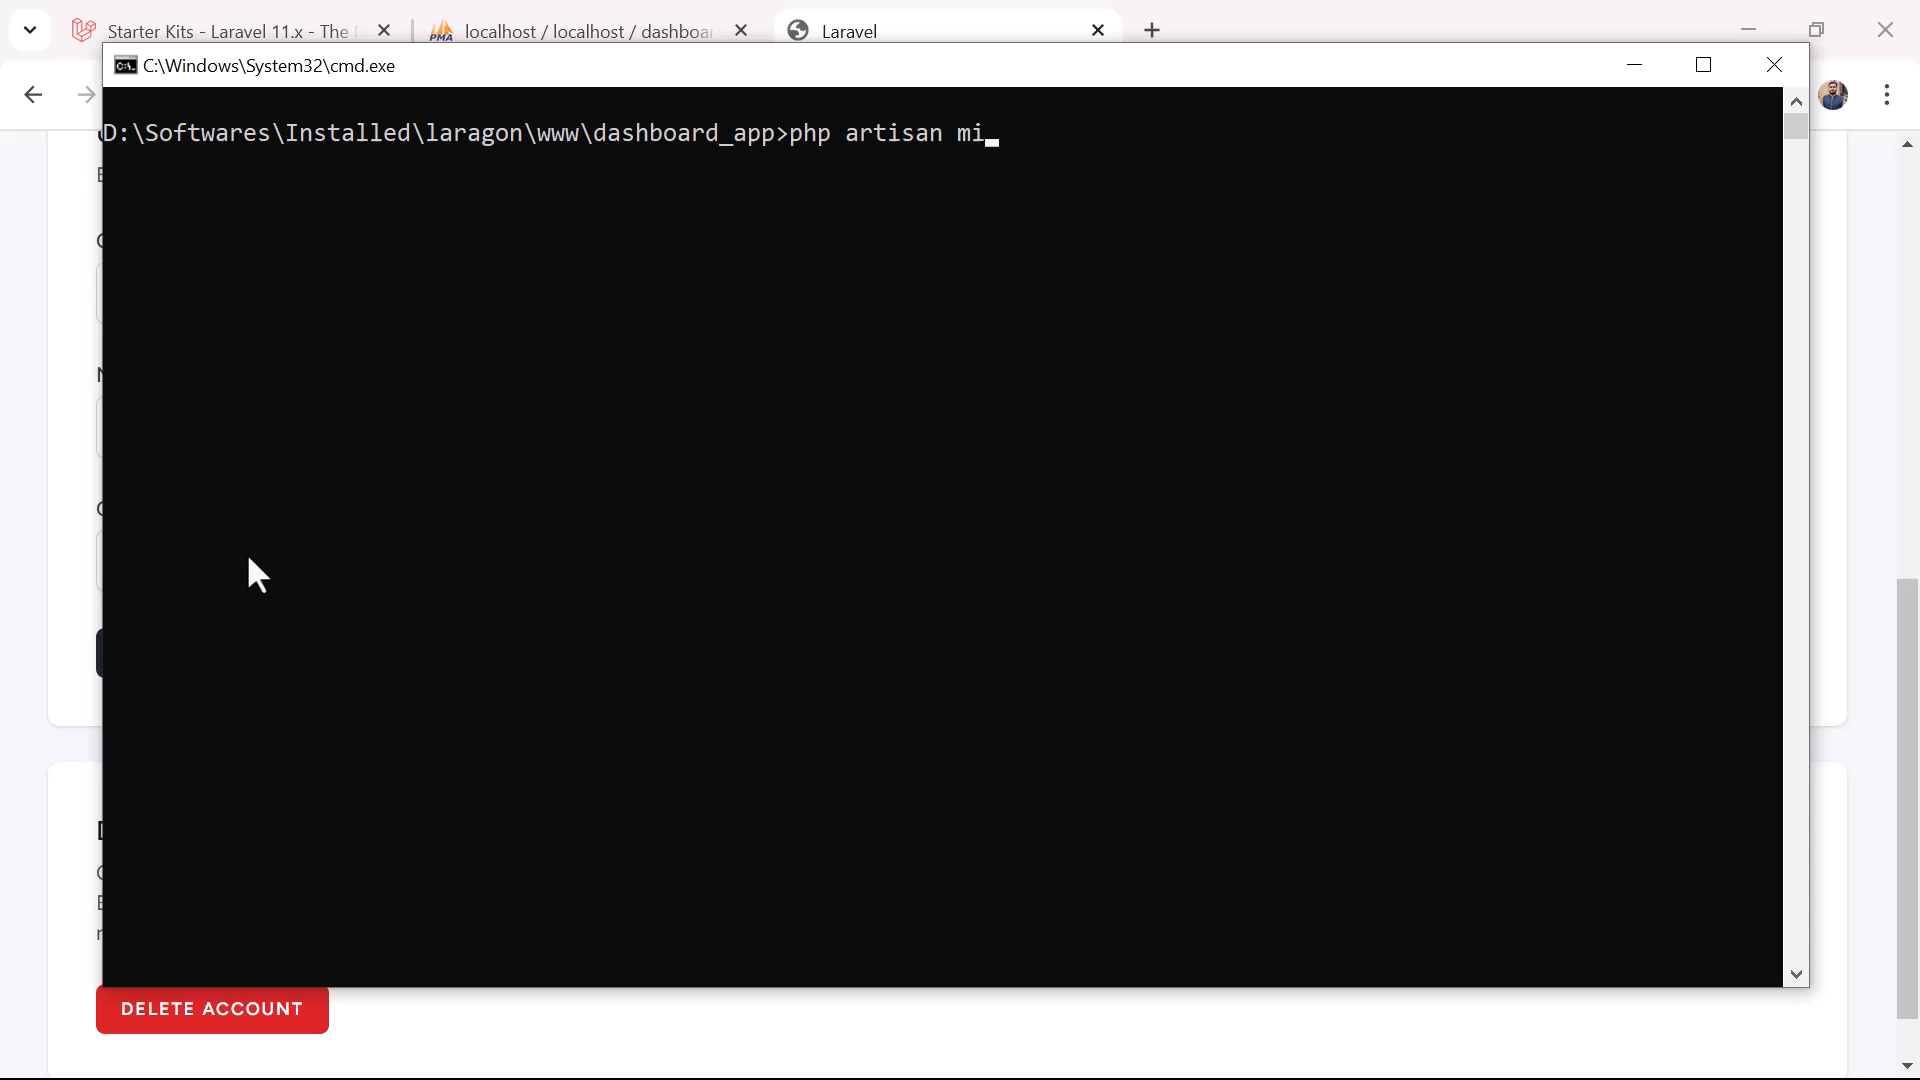 Starter Kits - Laravel 11.x - The
localhost / localhost / dashboar
Laravel
C:\Windows\System32\cmd.exe
D:\Softwares\Installed\laragon\www\dashboard_app>php artisan mi
DELETE ACCOUNT